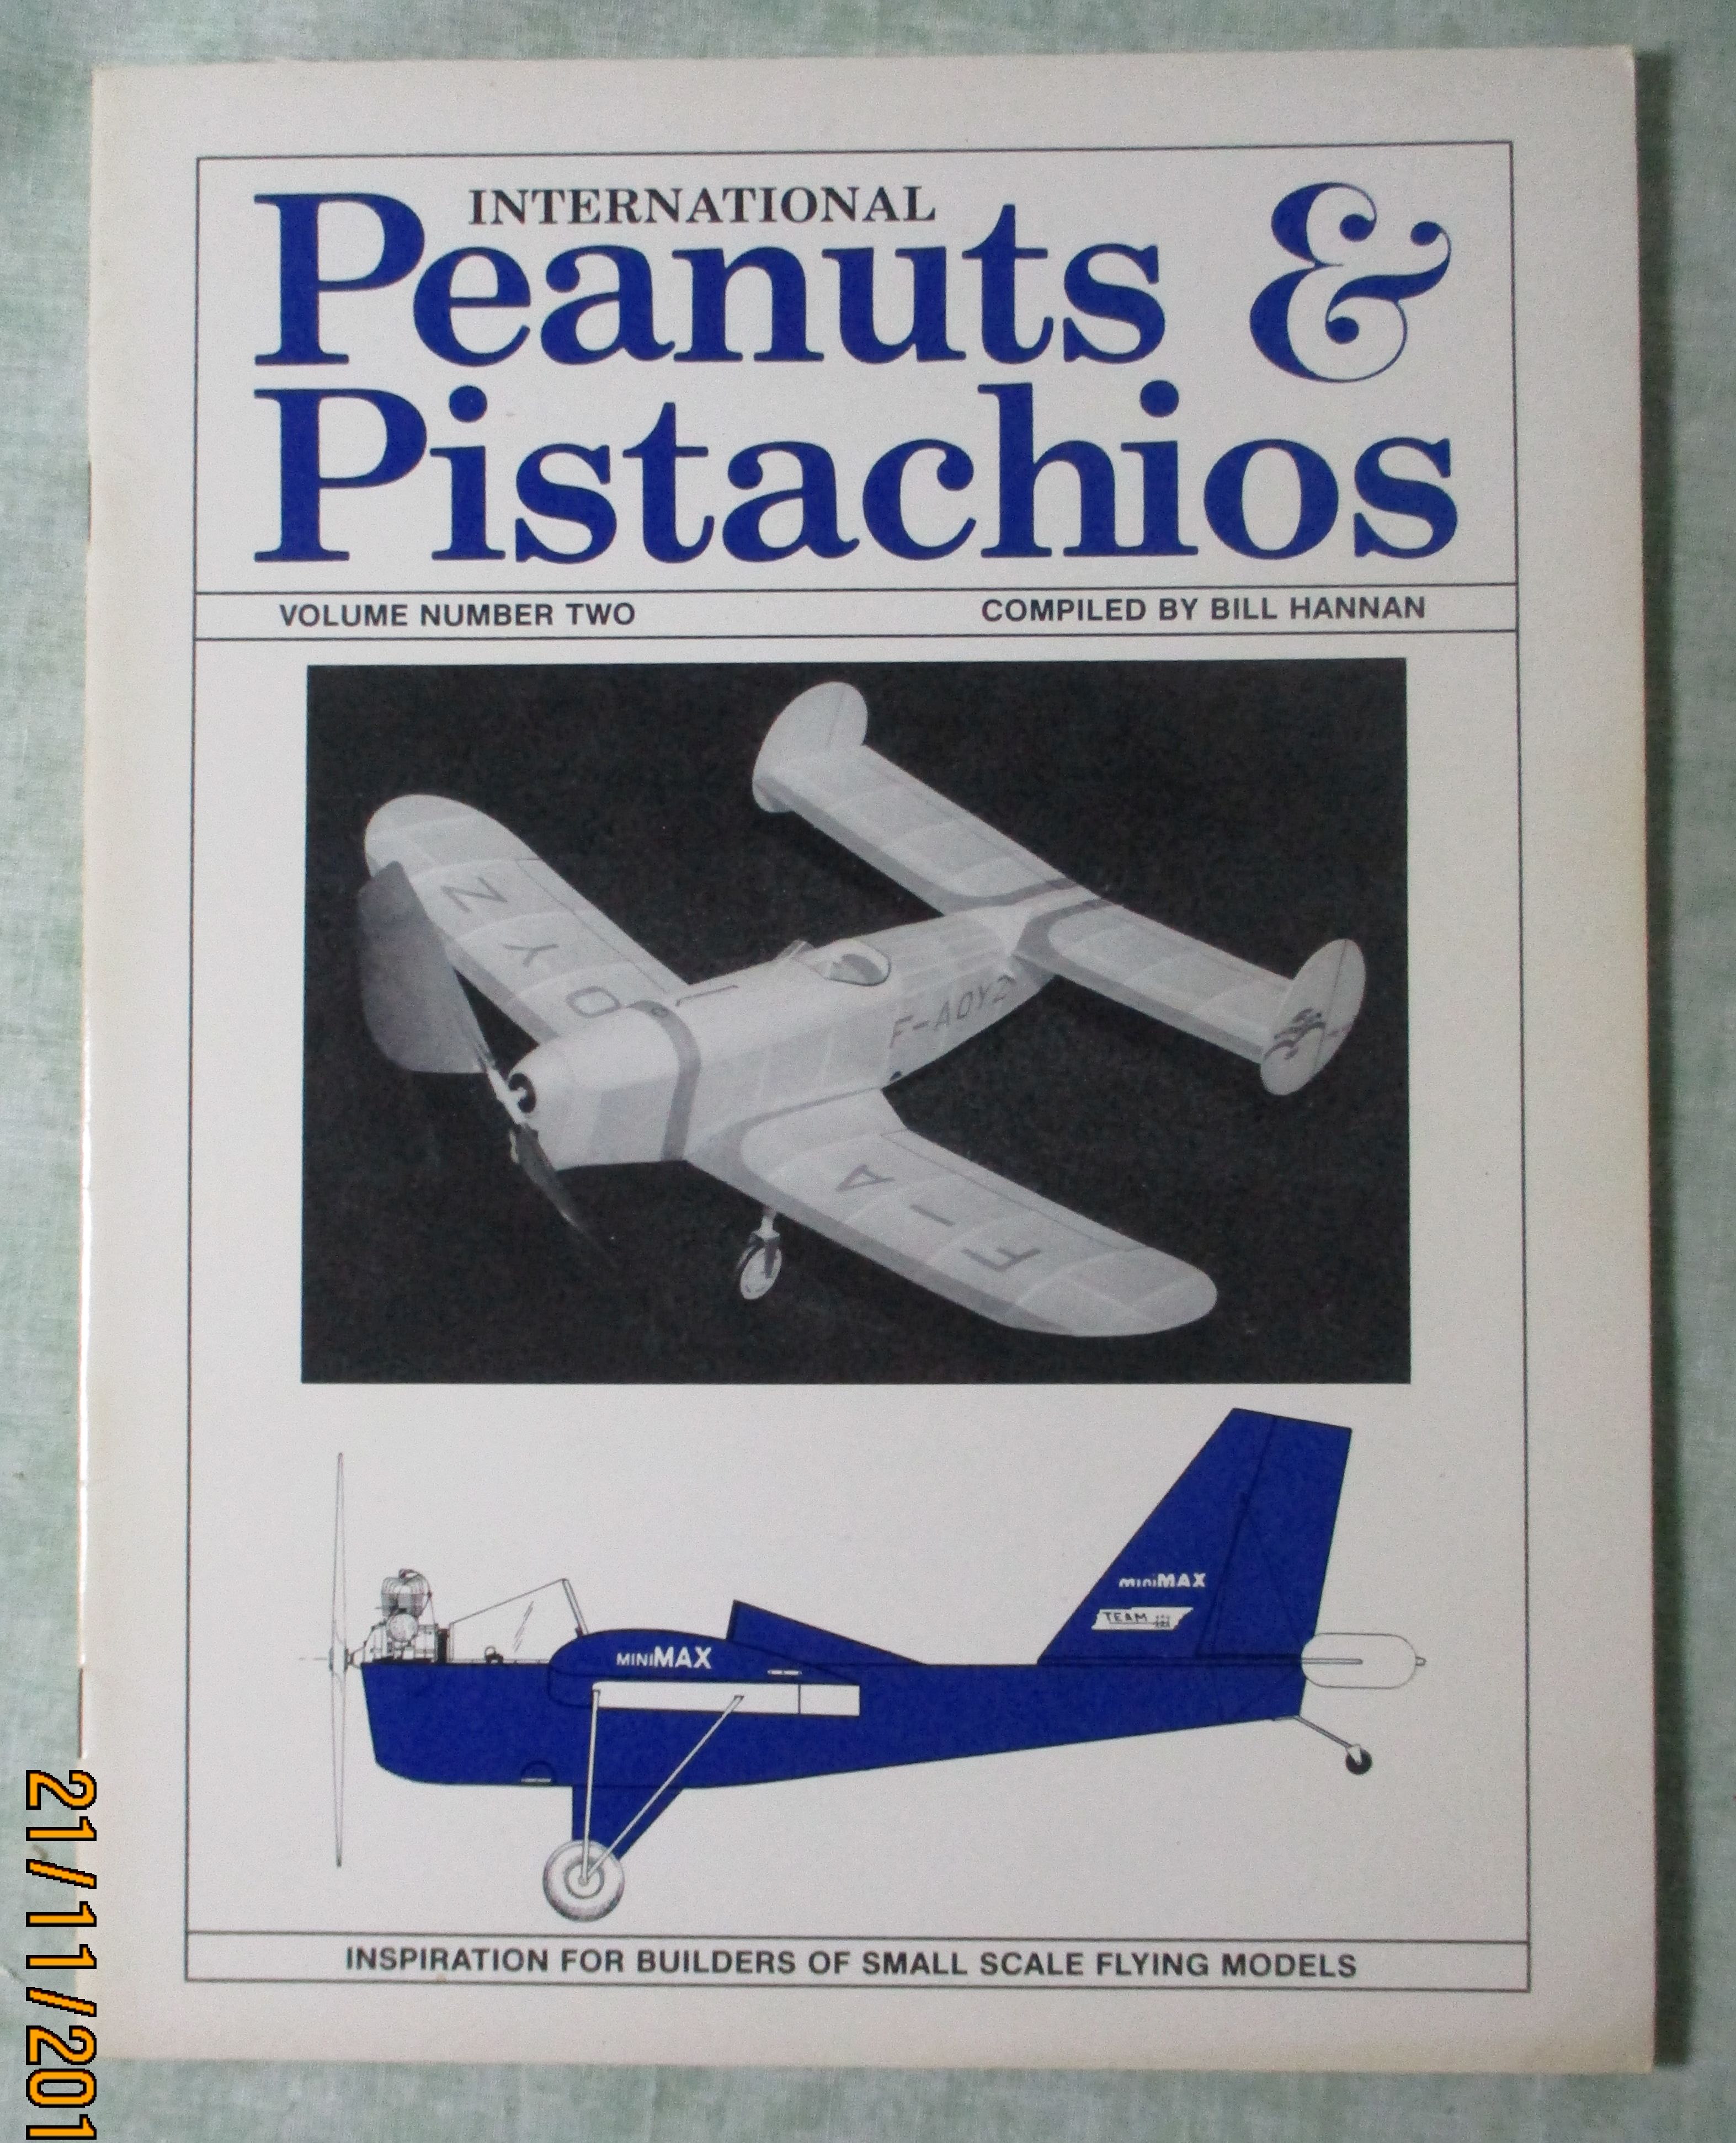 INTERNATIONAL
Peanuts &
Pistachios
VOLUME NUMBER TWO
COMPILED BY BILL HANNAN
Z
Y
O
F-AOYZ
A
-
F
miniMAX
TEAM
MINIMAX
INSPIRATION FOR BUILDERS OF SMALL SCALE FLYING MODELS
21/11/201